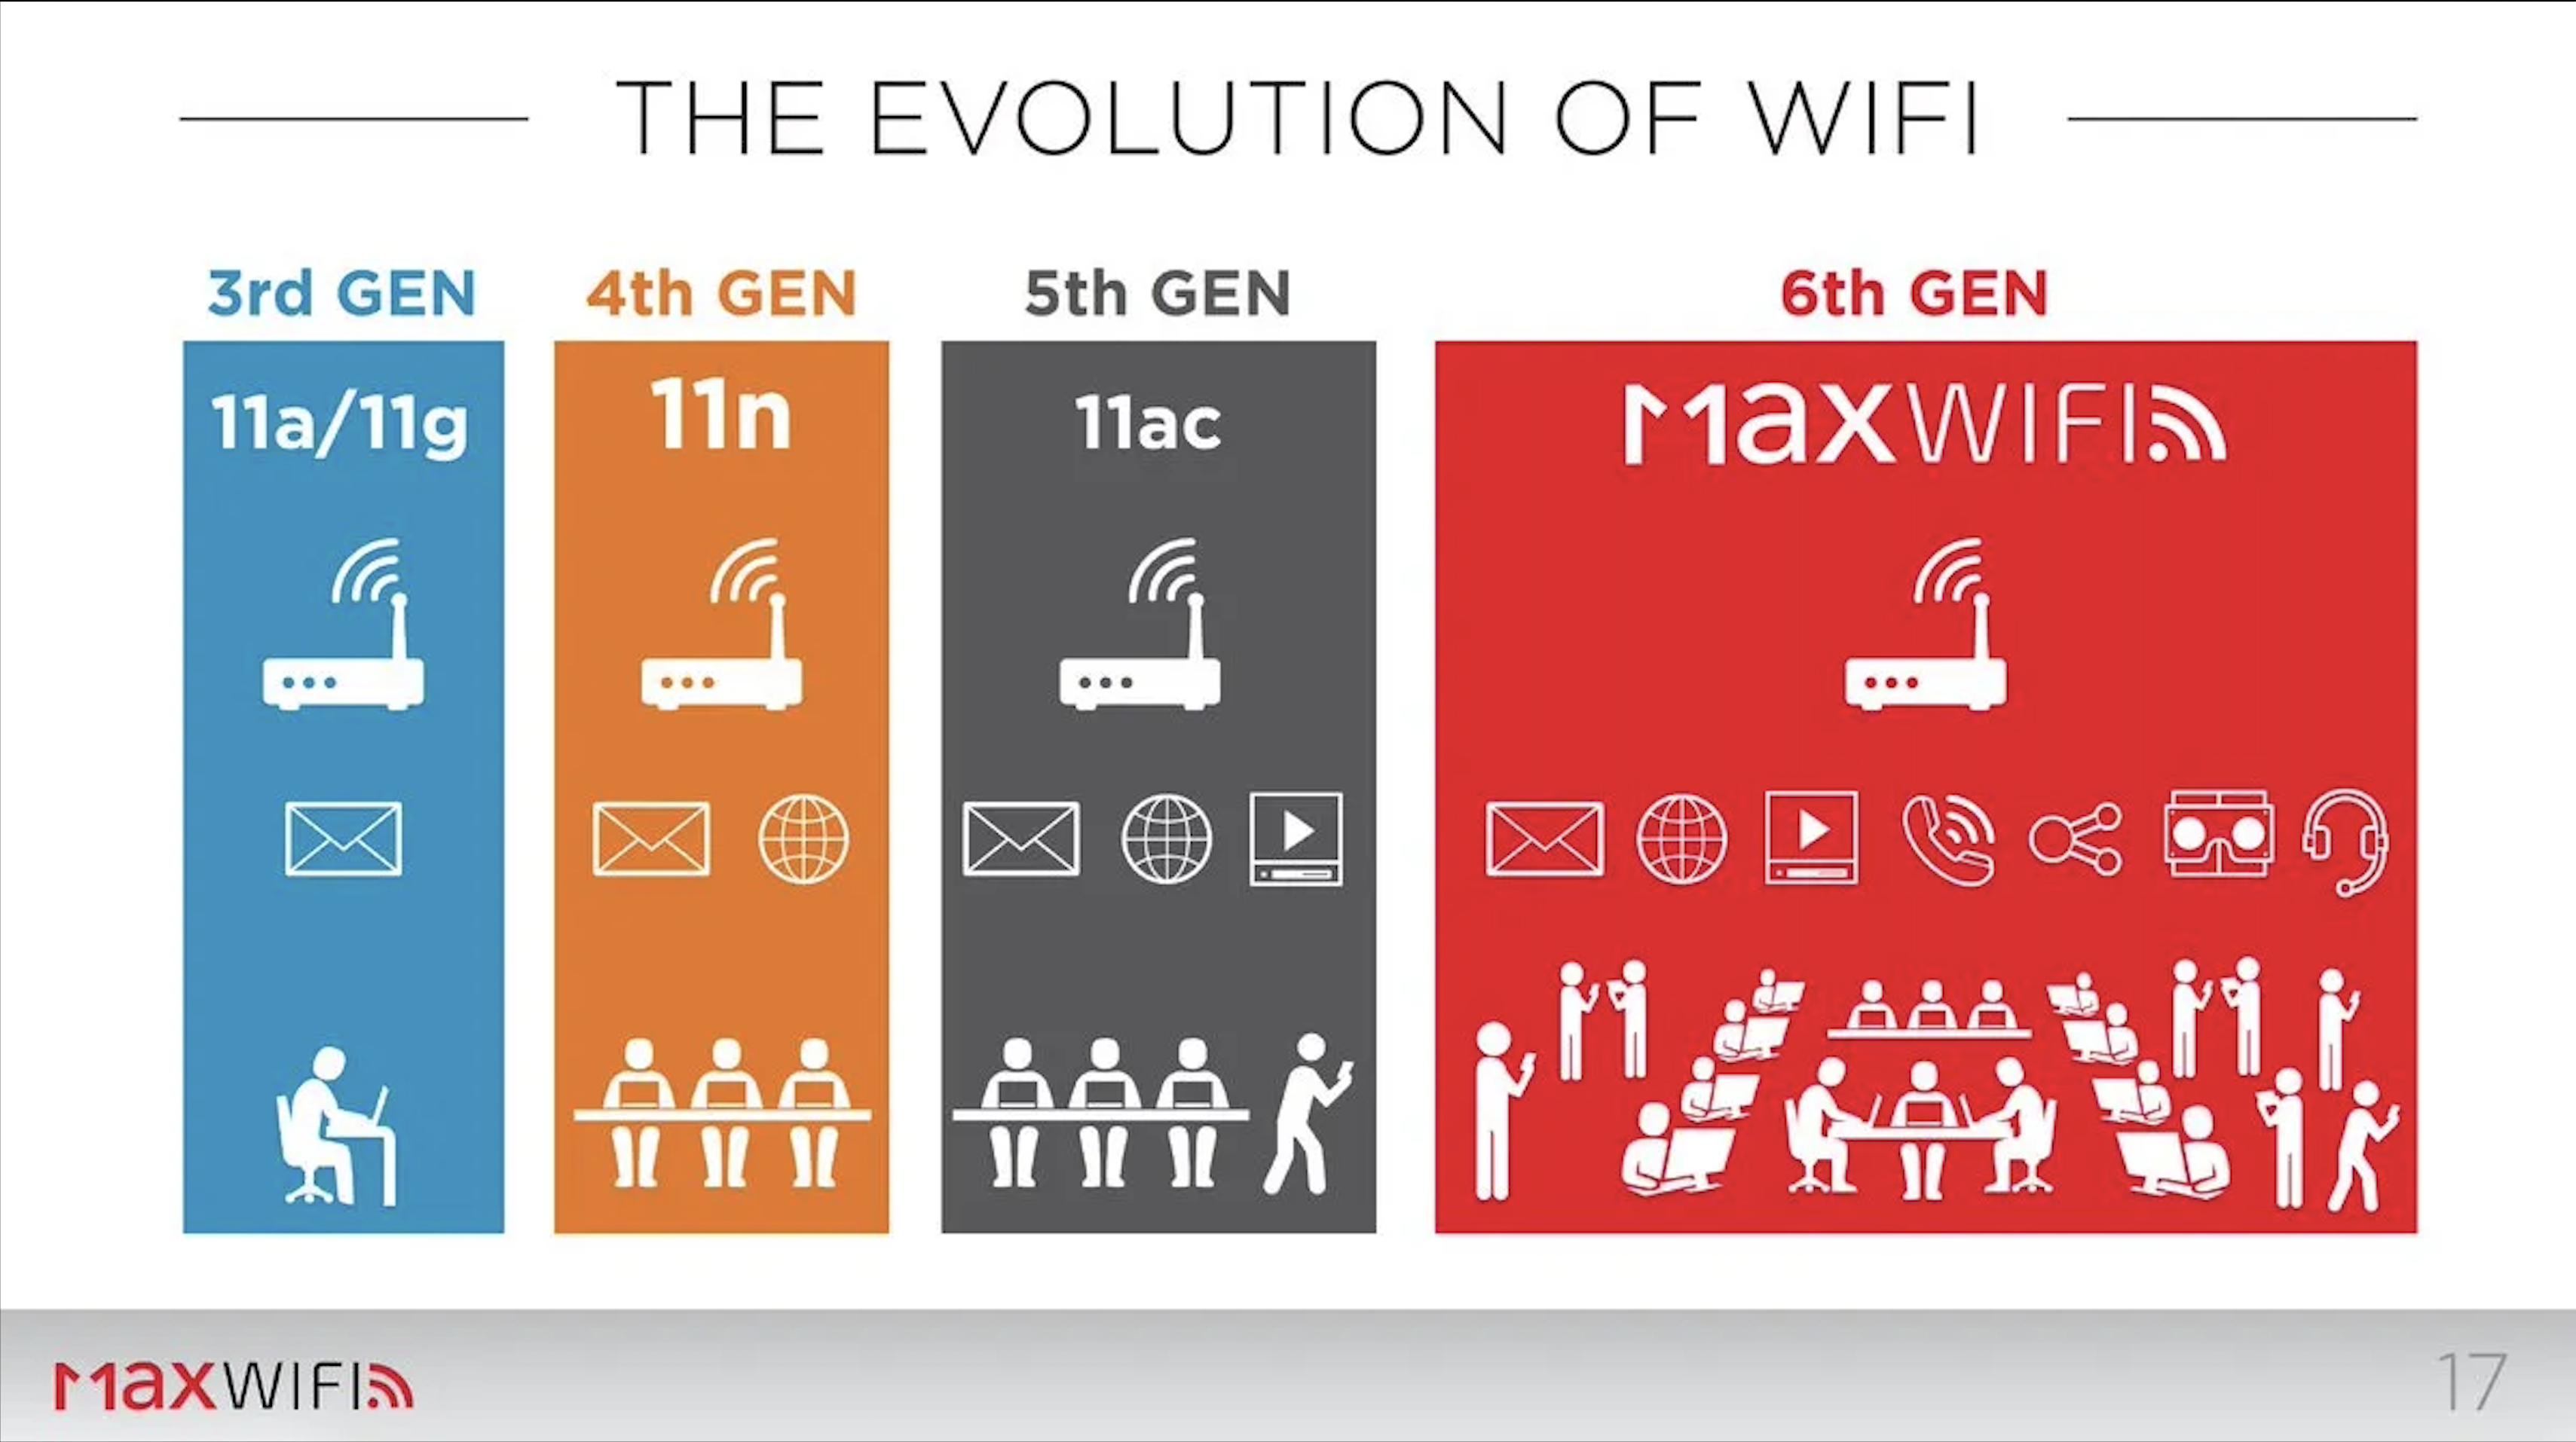 THE EVOLUTION OF WIFI
3rd GEN
4th GEN
5th GEN
6th GEN
11a/11g
11n
11ac
MaxWIFI
MaxWIFI
17